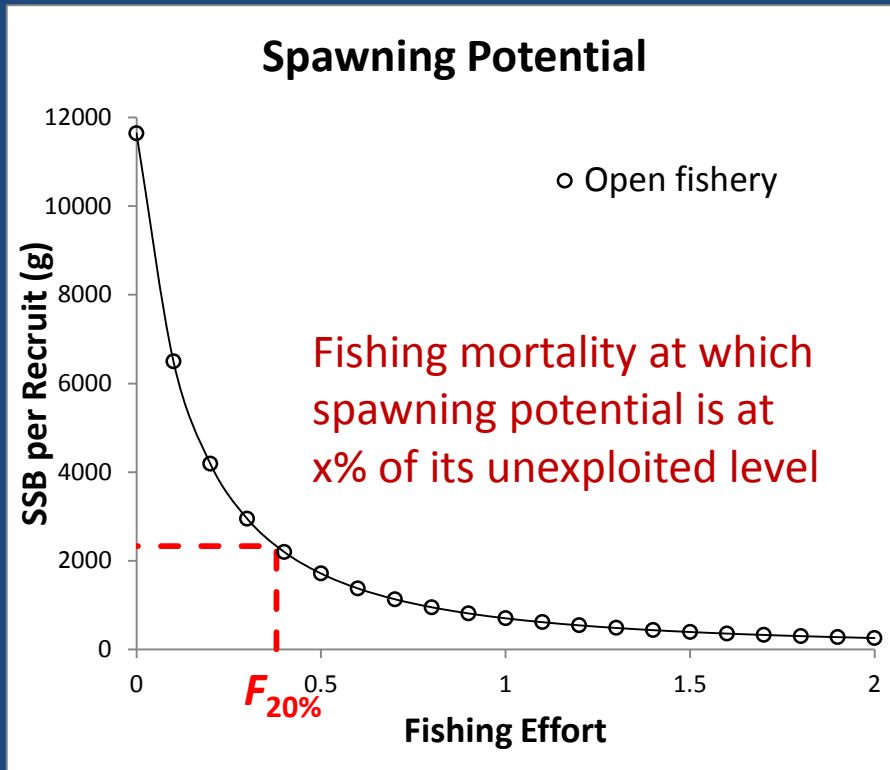 Spawning Potential
12000
10000
8000
6000
4000
2000
0
SSB per Recruit (g)
Open fishery
Fishing mortality at which
spawning potential is at
x% of its unexploited level
0
0.5
1
1.5
2
F20%
Fishing Effort